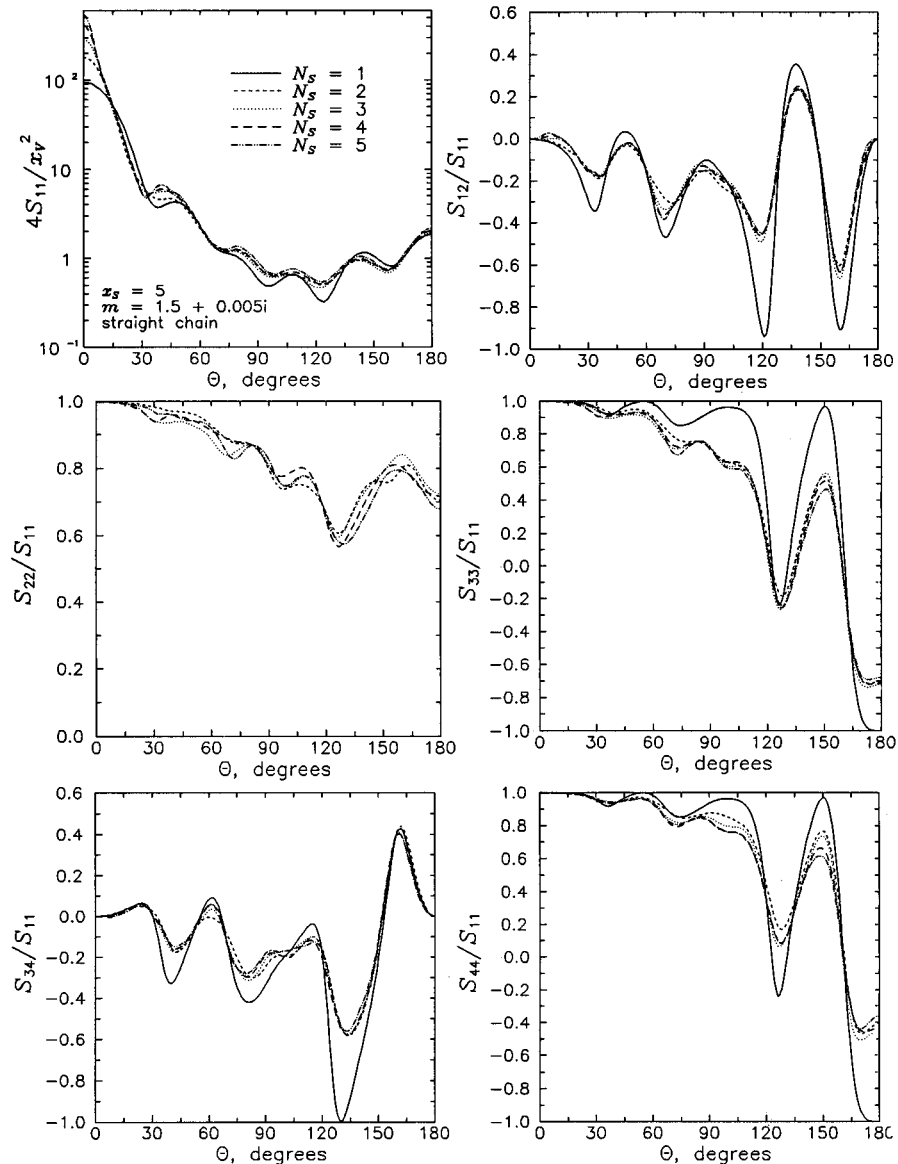 4S₁₁/x_V²
10²
10
1
10⁻¹
N_S = 1
N_S = 2
N_S = 3
N_S = 4
N_S = 5
x_S = 5
m = 1.5 + 0.005i
straight chain
0 30 60 90 120 150 180
Θ, degrees
S₁₂/S₁₁
0.6
0.4
0.2
0.0
−0.2
−0.4
−0.6
−0.8
−1.0
0 30 60 90 120 150 180
Θ, degrees
S₂₂/S₁₁
1.0
0.8
0.6
0.4
0.2
0.0
0 30 60 90 120 150 180
Θ, degrees
S₃₃/S₁₁
1.0
0.8
0.6
0.4
0.2
0.0
−0.2
−0.4
−0.6
−0.8
−1.0
0 30 60 90 120 150 180
Θ, degrees
S₃₄/S₁₁
0.6
0.4
0.2
0.0
−0.2
−0.4
−0.6
−0.8
−1.0
0 30 60 90 120 150 180
Θ, degrees
S₄₄/S₁₁
1.0
0.8
0.6
0.4
0.2
0.0
−0.2
−0.4
−0.6
−0.8
−1.0
0 30 60 90 120 150 180
Θ, degrees